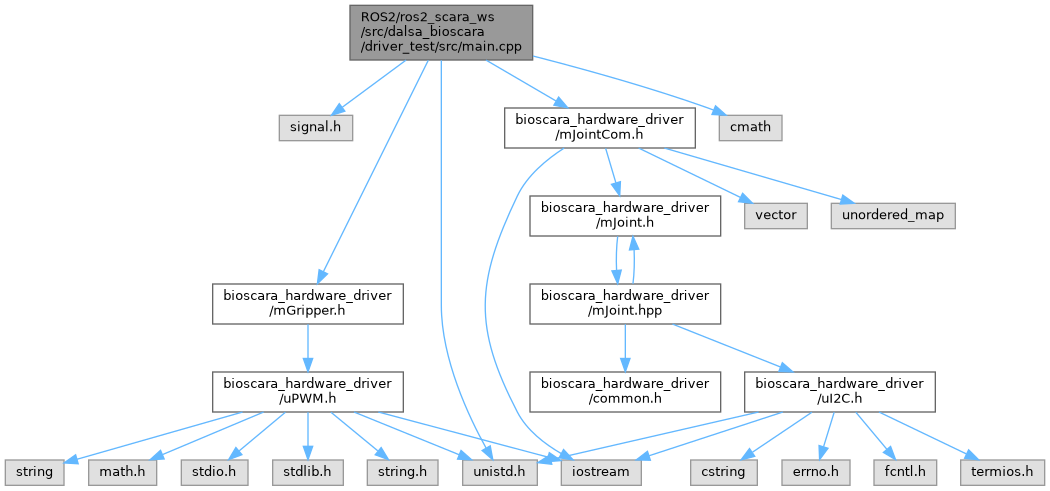 ROS2/ros2_scara_ws
/src/dalsa_bioscara
/driver_test/src/main.cpp
signal.h
bioscara_hardware_driver
/mJointCom.h
cmath
bioscara_hardware_driver
/mJoint.h
vector
unordered_map
bioscara_hardware_driver
/mGripper.h
bioscara_hardware_driver
/mJoint.hpp
bioscara_hardware_driver
/uPWM.h
bioscara_hardware_driver
/common.h
bioscara_hardware_driver
/uI2C.h
string
math.h
stdio.h
stdlib.h
string.h
unistd.h
iostream
cstring
errno.h
fcntl.h
termios.h